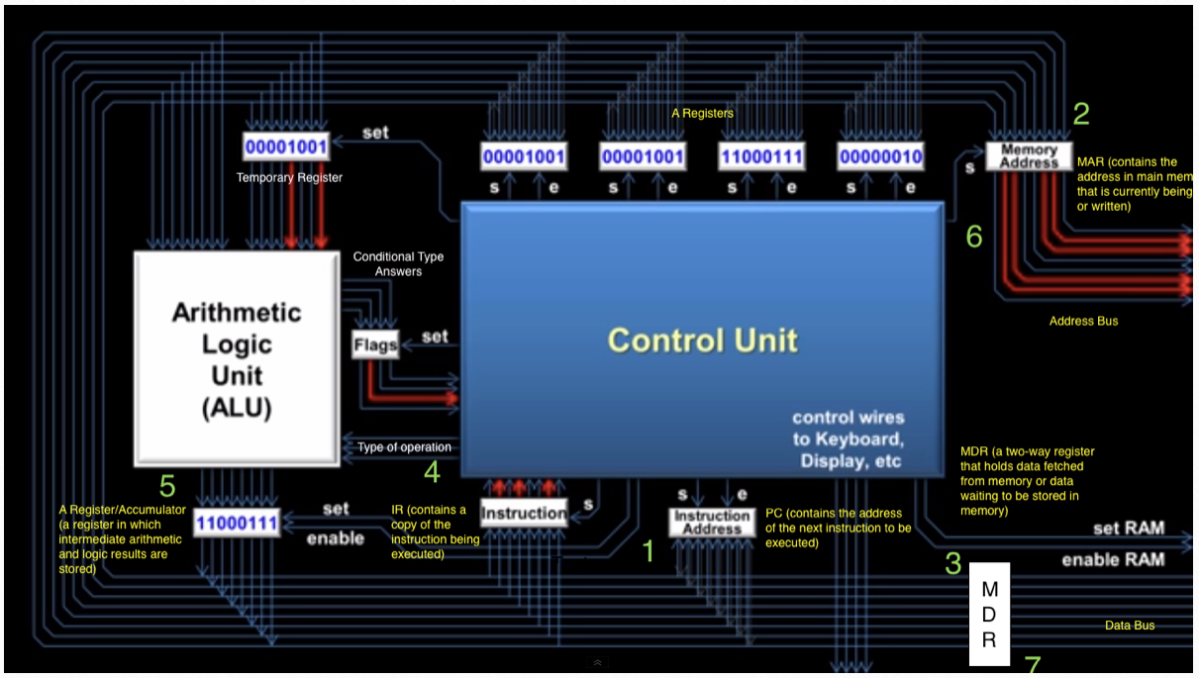 A Registers
2
set
00001001
Temporary Register
00001001
00001001
11000111
00000010
s e
s e
s e
s e
s
Memory
Address
MAR (contains the
address in main mem
that is currently being
or written)
6
Address Bus
Conditional Type
Answers
Flags
set
Arithmetic
Logic
Unit
(ALU)
Control Unit
control wires
to Keyboard,
Display, etc
Type of operation
4
5
A Register/Accumulator
(a register in which
intermediate arithmetic
and logic results are
stored)
11000111
set
enable
IR (contains a
copy of the
instruction being
executed)
Instruction
s
1
s e
Instruction
Address
PC (contains the address
of the next instruction to be
executed)
MDR (a two-way register
that holds data fetched
from memory or data
waiting to be stored in
memory)
set RAM
enable RAM
3
M
D
R
Data Bus
7